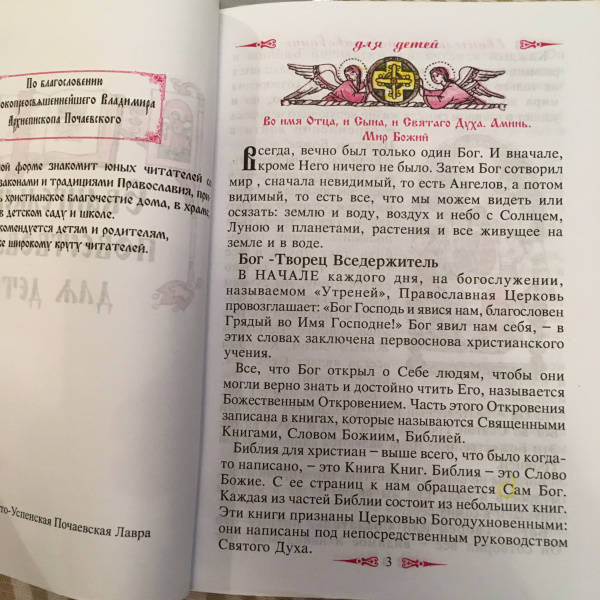 По благословению
окопреосвященнейшего Владимира
Архиепископа Почаевского
ной форме знакомит юных читателей с
законами и традициями Православия, при-
ь христианское благочестие дома, в храме,
в детском саду и школе.
комендуется детям и родителям,
же широкому кругу читателей.
то-Успенская Почаевская Лавра
для детей
Во имя Отца, и Сына, и Святаго Духа. Аминь.
Мир Божий
Всегда, вечно был только один Бог. И вначале,
кроме Него ничего не было. Затем Бог сотворил
мир , сначала невидимый, то есть Ангелов, а потом
видимый, то есть все, что мы можем видеть или
осязать: землю и воду, воздух и небо с Солнцем,
Луною и планетами, растения и все живущее на
земле и в воде.
Бог -Творец Вседержитель
В НАЧАЛЕ каждого дня, на богослужении,
называемом «Утреней», Православная Церковь
провозглашает: «Бог Господь и явися нам, благословен
Грядый во Имя Господне!» Бог явил нам себя, – в
этих словах заключена первооснова христианского
учения.
Все, что Бог открыл о Себе людям, чтобы они
могли верно знать и достойно чтить Его, называется
Божественным Откровением. Часть этого Откровения
записана в книгах, которые называются Священными
Книгами, Словом Божиим, Библией.
Библия для христиан – выше всего, что было когда-
то написано, – это Книга Книг. Библия – это Слово
Божие. С ее страниц к нам обращается Сам Бог.
Каждая из частей Библии состоит из небольших книг.
Эти книги признаны Церковью Богодухновенными:
они написаны под непосредственным руководством
Святого Духа.
3